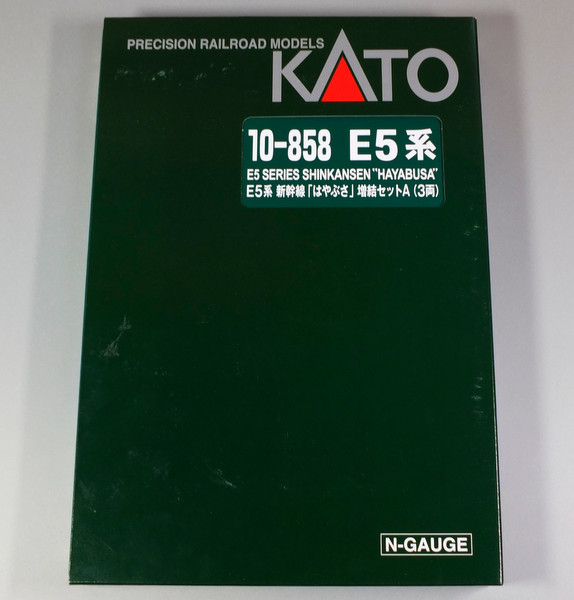 PRECISION RAILROAD MODELS
KATO
10-858 E5系
E5 SERIES SHINKANSEN "HAYABUSA"
E5系 新幹線「はやぶさ」増結セットA（3両）
N-GAUGE